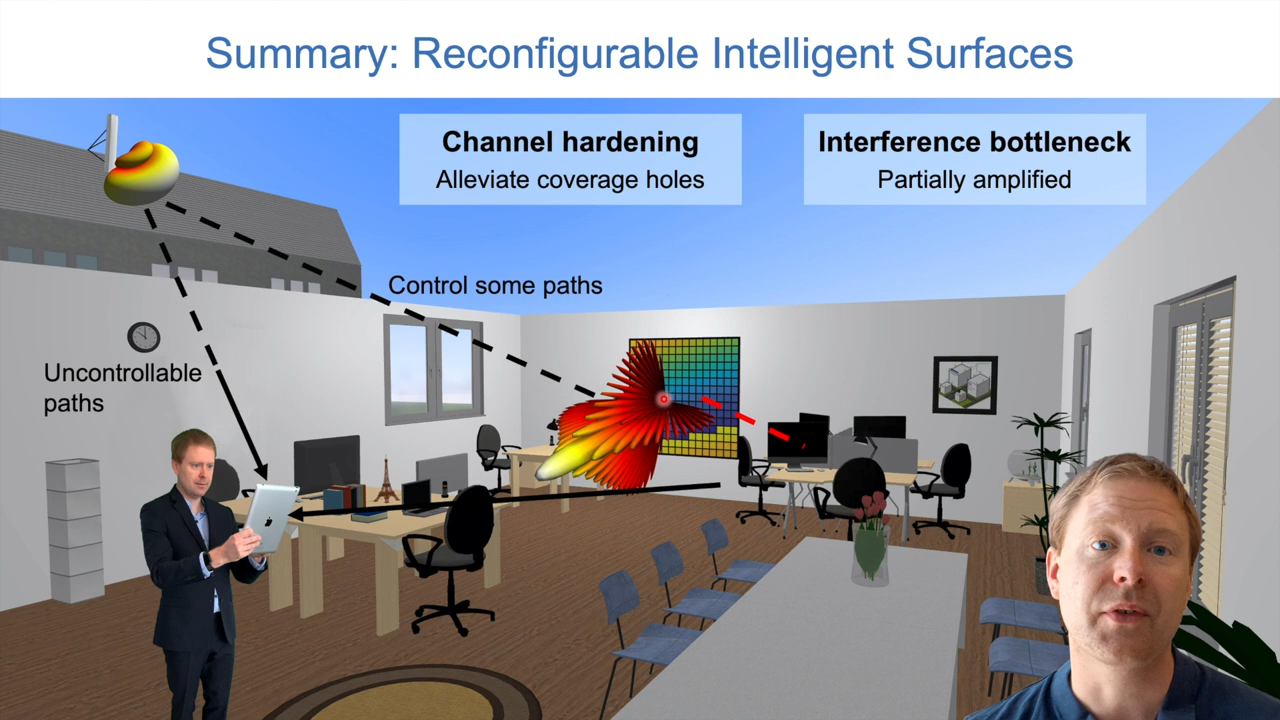 Summary: Reconfigurable Intelligent Surfaces
Channel hardening
Alleviate coverage holes
Interference bottleneck
Partially amplified
Control some paths
Uncontrollable
paths